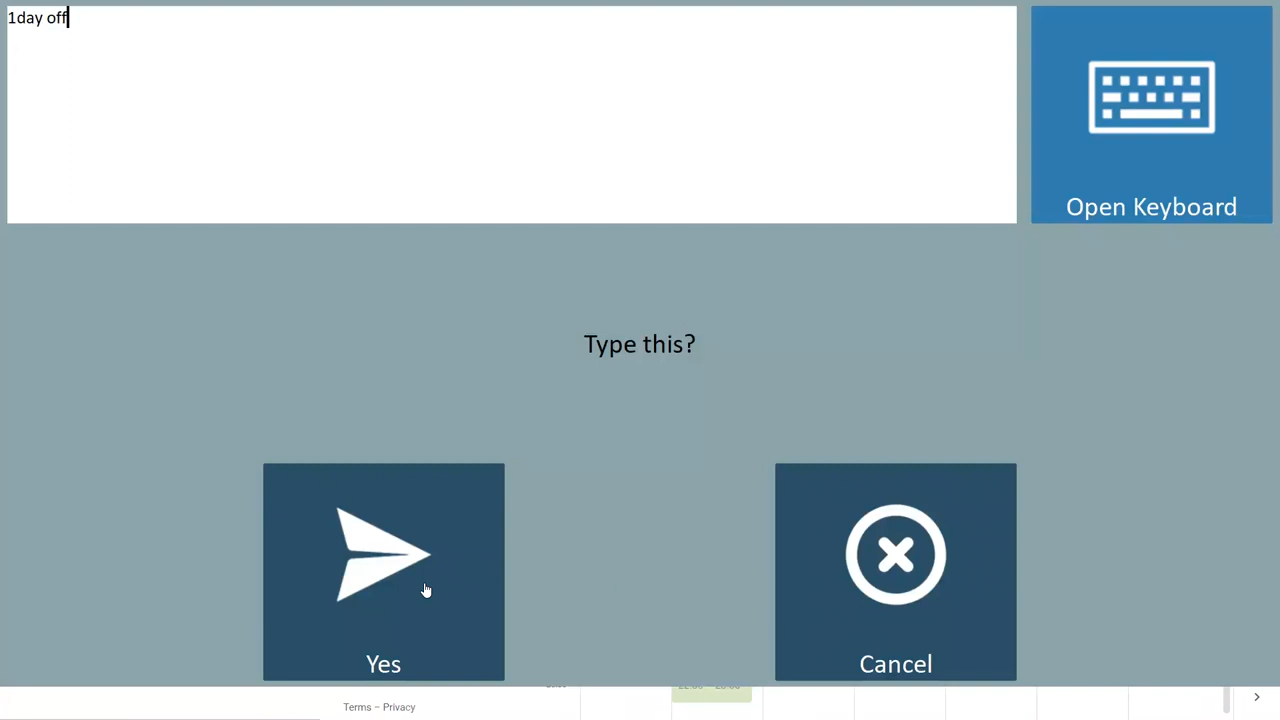 1day off
Open Keyboard
Type this?
Yes
Cancel
Terms – Privacy